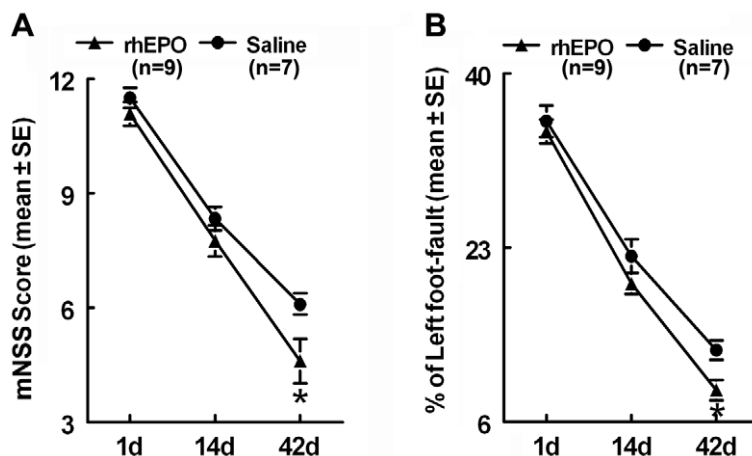 A
rhEPO Saline
(n=9) (n=7)
mNSS Score (mean ± SE)
12
9
6
3
*
1d 14d 42d
B
rhEPO Saline
(n=9) (n=7)
% of Left foot-fault (mean ± SE)
40
23
6
*
1d 14d 42d